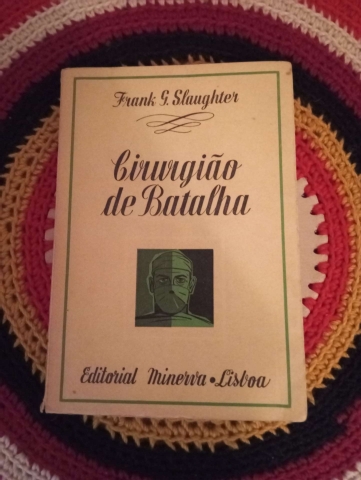 Frank G. Slaughter
Cirurgião
de Batalha
Editorial Minerva • Lisboa